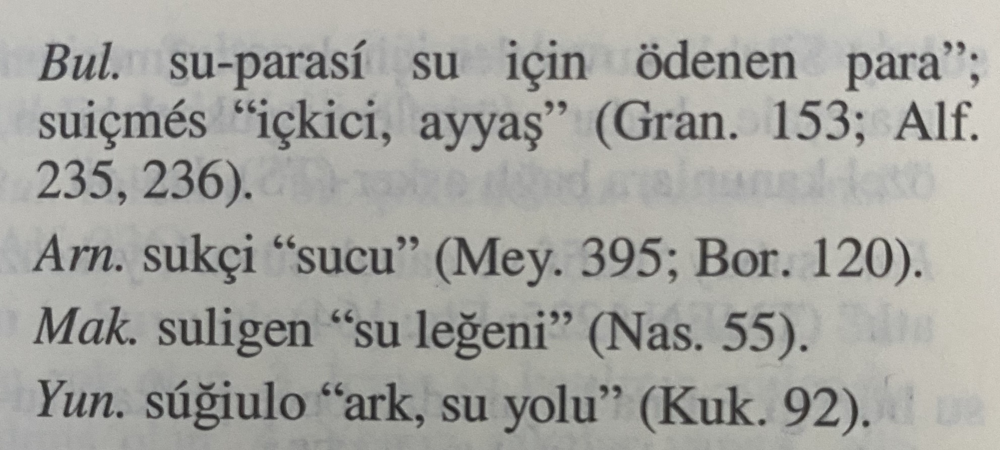 Bul. su-parasí su için ödenen para”;
suiçmés “içkici, ayyaş” (Gran. 153; Alf.
235, 236).
Arn. sukçi “sucu” (Mey. 395; Bor. 120).
Mak. suligen “su leğeni” (Nas. 55).
Yun. súğiulo “ark, su yolu” (Kuk. 92).